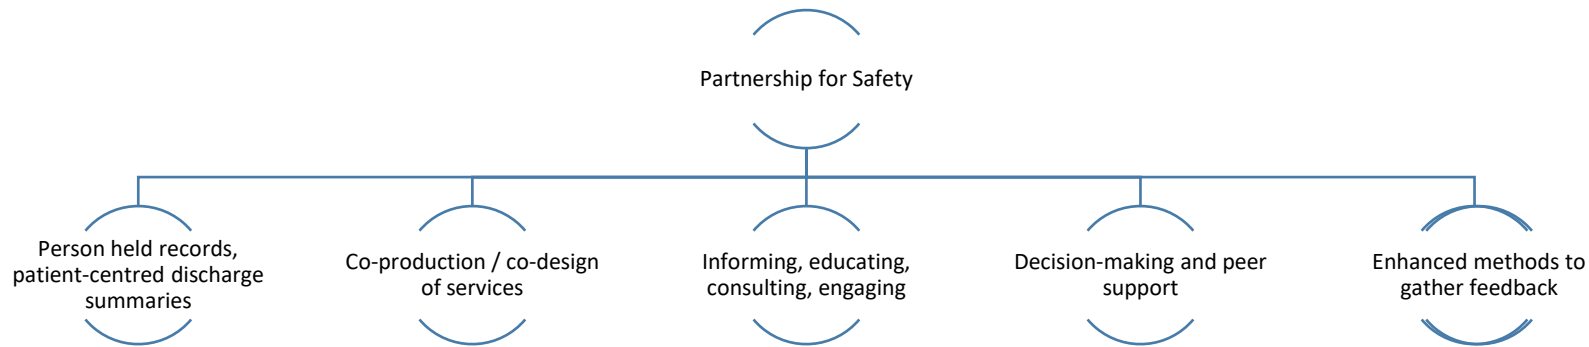 Partnership for Safety
Person held records,
patient-centred discharge
summaries
Co-production / co-design
of services
Informing, educating,
consulting, engaging
Decision-making and peer
support
Enhanced methods to
gather feedback